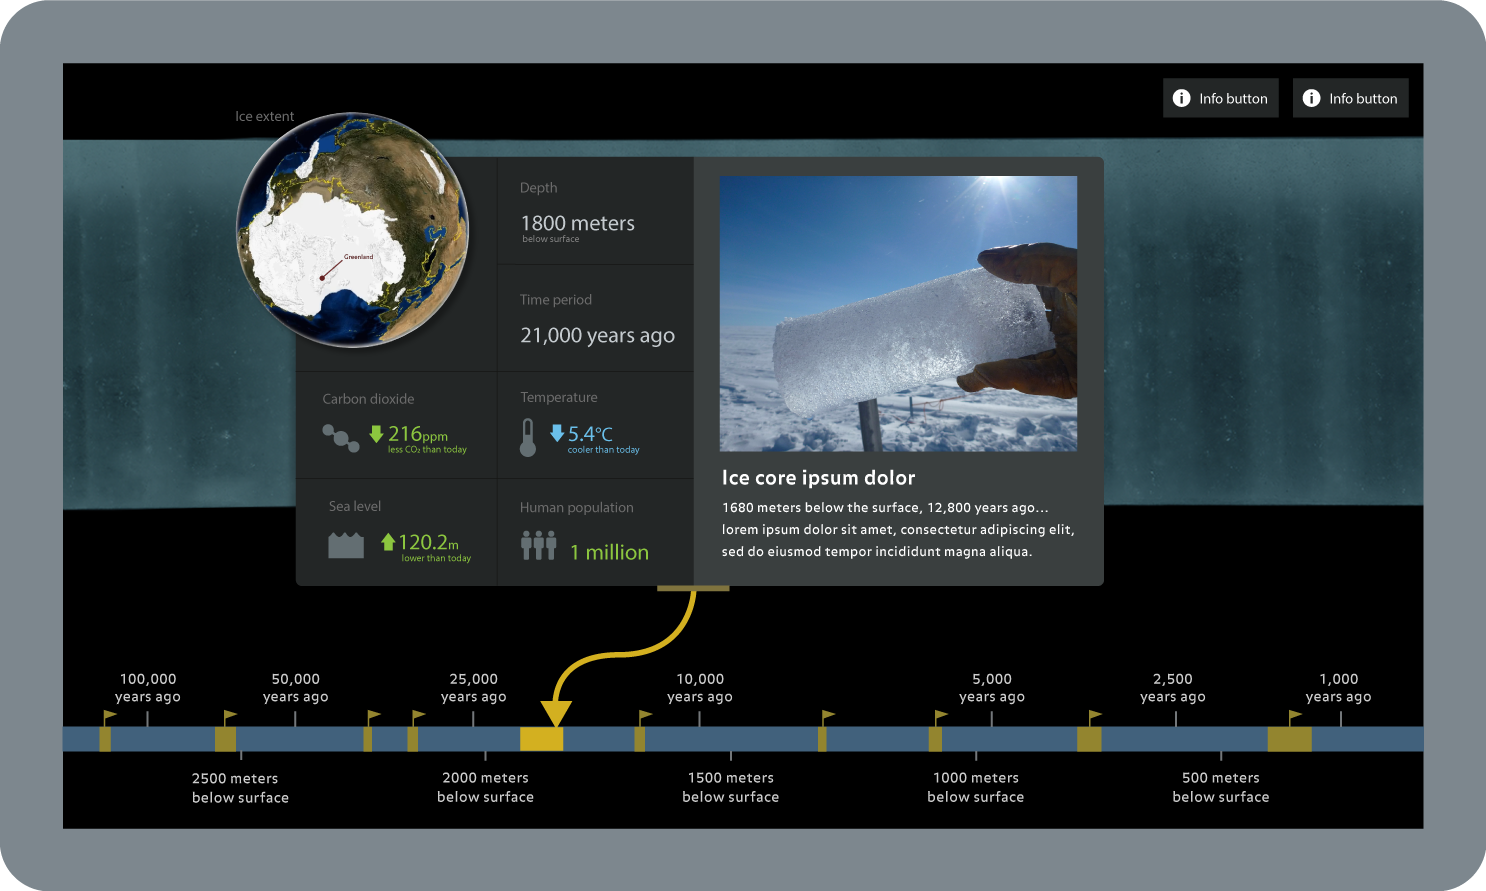 Info button
Info button
Ice extent
Greenland
Depth
1800 meters
below surface
Time period
21,000 years ago
Carbon dioxide
216ppm
less CO₂ than today
Temperature
5.4°C
cooler than today
Sea level
120.2m
lower than today
Human population
1 million
Ice core ipsum dolor
1680 meters below the surface, 12,800 years ago...
lorem ipsum dolor sit amet, consectetur adipiscing elit,
sed do eiusmod tempor incididunt magna aliqua.
100,000
years ago
50,000
years ago
25,000
years ago
10,000
years ago
5,000
years ago
2,500
years ago
1,000
years ago
2500 meters
below surface
2000 meters
below surface
1500 meters
below surface
1000 meters
below surface
500 meters
below surface